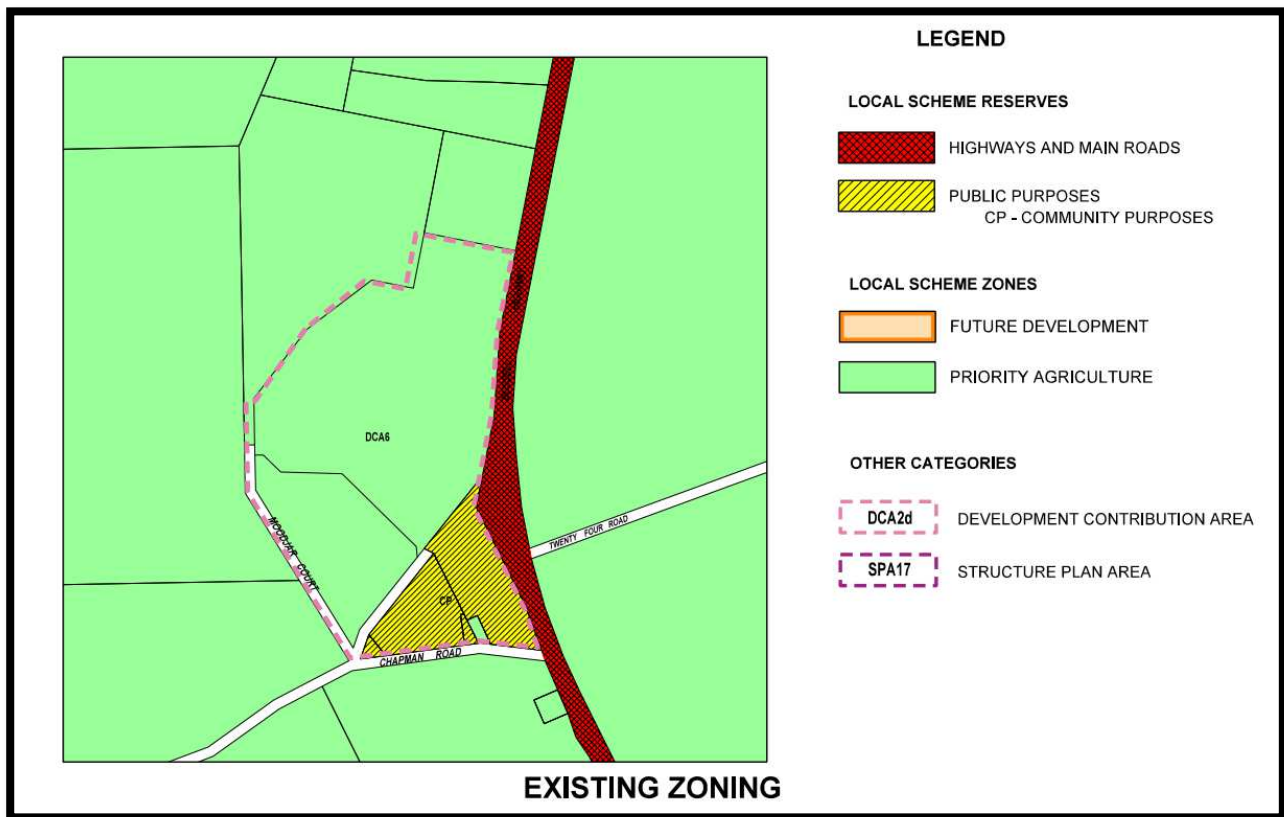 LEGEND
LOCAL SCHEME RESERVES
HIGHWAYS AND MAIN ROADS
PUBLIC PURPOSES
CP - COMMUNITY PURPOSES
LOCAL SCHEME ZONES
FUTURE DEVELOPMENT
PRIORITY AGRICULTURE
OTHER CATEGORIES
DCA2d
DEVELOPMENT CONTRIBUTION AREA
SPA17
STRUCTURE PLAN AREA
DCA6
MOODJAR COURT
CP
TWENTY FOUR ROAD
CHAPMAN ROAD
EXISTING ZONING